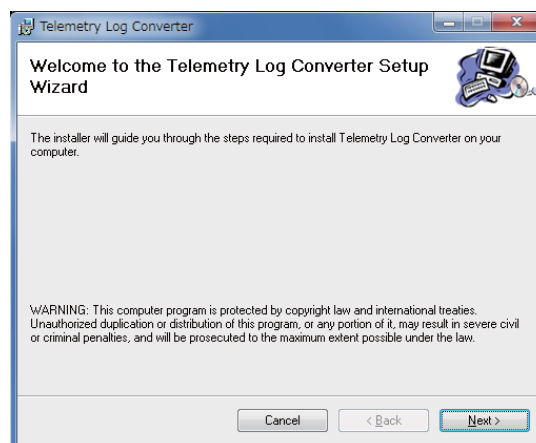 Telemetry Log Converter
Welcome to the Telemetry Log Converter Setup
Wizard
The installer will guide you through the steps required to install Telemetry Log Converter on your
computer.
WARNING: This computer program is protected by copyright law and international treaties.
Unauthorized duplication or distribution of this program, or any portion of it, may result in severe civil
or criminal penalties, and will be prosecuted to the maximum extent possible under the law.
Cancel < Back Next >